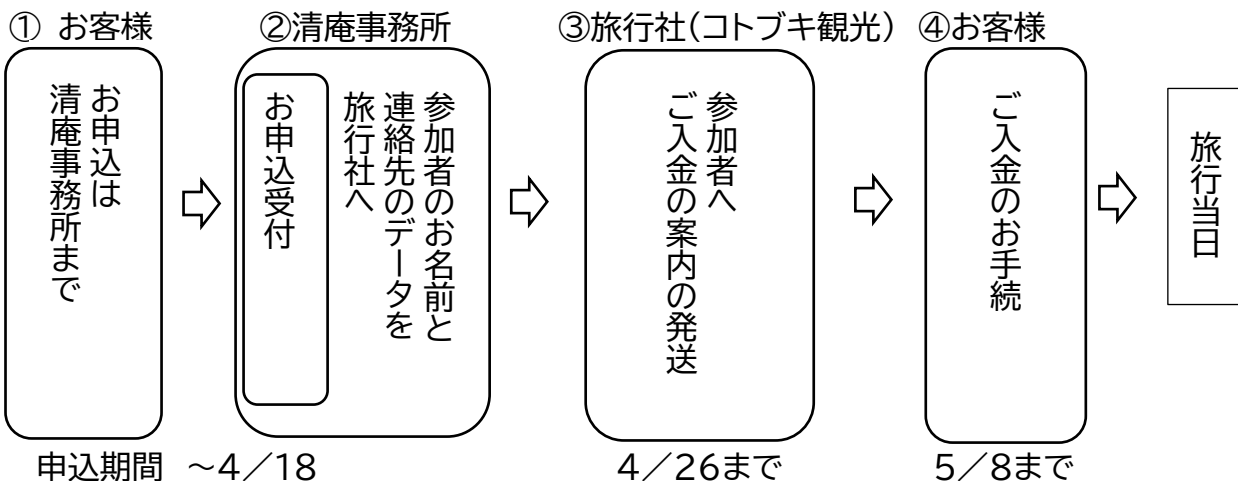 ① お客様
お申込は
清庵事務所まで
②清庵事務所
参加者のお名前と
連絡先のデータを
旅行社へ
お申込受付
③旅行社（コトブキ観光）
参加者へ
ご入金の案内の発送
④お客様
ご入金のお手続
旅行当日
申込期間 ～4／18
4／26まで
5／8まで